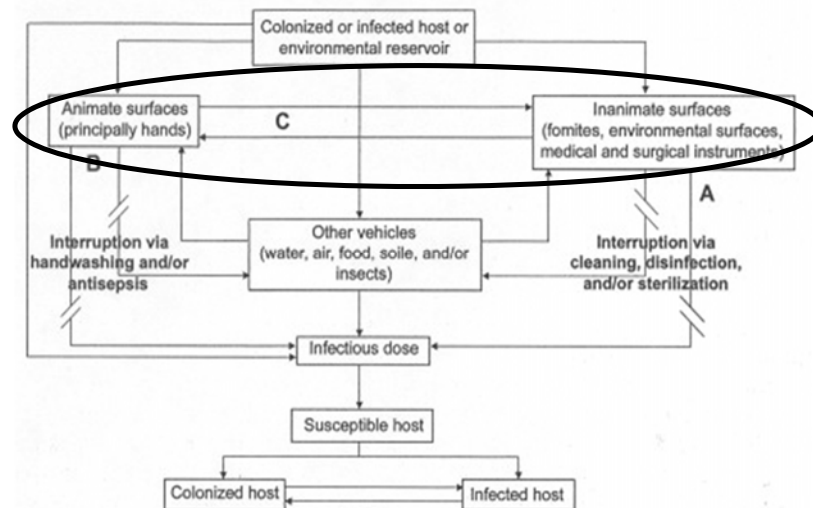 Colonized or infected host or
environmental reservoir
Animate surfaces
(principally hands)
C
Inanimate surfaces
(fomites, environmental surfaces,
medical and surgical instruments)
B
A
Interruption via
handwashing and/or
antisepsis
Other vehicles
(water, air, food, soile, and/or
insects)
Interruption via
cleaning, disinfection,
and/or sterilization
Infectious dose
Susceptible host
Colonized host
Infected host